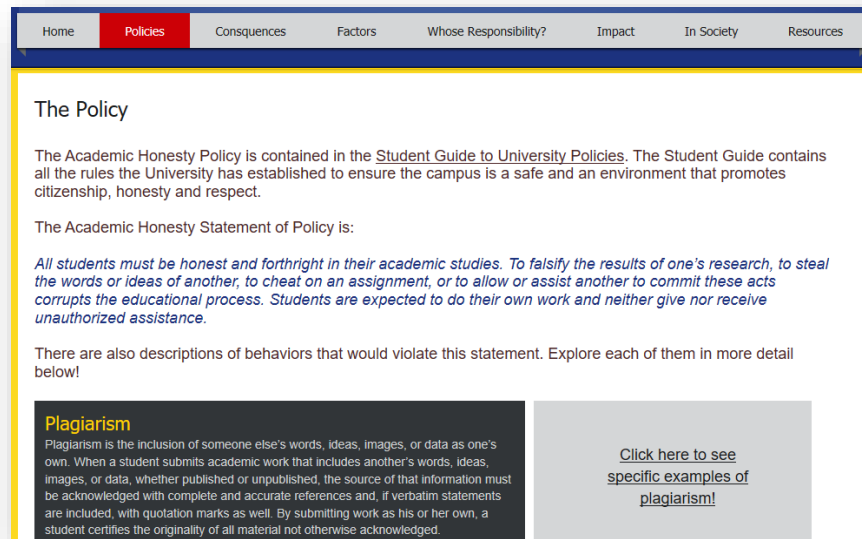 Home Policies Consquences Factors Whose Responsibility? Impact In Society Resources
The Policy
The Academic Honesty Policy is contained in the Student Guide to University Policies. The Student Guide contains
all the rules the University has established to ensure the campus is a safe and an environment that promotes
citizenship, honesty and respect.
The Academic Honesty Statement of Policy is:
All students must be honest and forthright in their academic studies. To falsify the results of one's research, to steal
the words or ideas of another, to cheat on an assignment, or to allow or assist another to commit these acts
corrupts the educational process. Students are expected to do their own work and neither give nor receive
unauthorized assistance.
There are also descriptions of behaviors that would violate this statement. Explore each of them in more detail
below!
Plagiarism
Plagiarism is the inclusion of someone else's words, ideas, images, or data as one's
own. When a student submits academic work that includes another's words, ideas,
images, or data, whether published or unpublished, the source of that information must
be acknowledged with complete and accurate references and, if verbatim statements
are included, with quotation marks as well. By submitting work as his or her own, a
student certifies the originality of all material not otherwise acknowledged.
Click here to see
specific examples of
plagiarism!